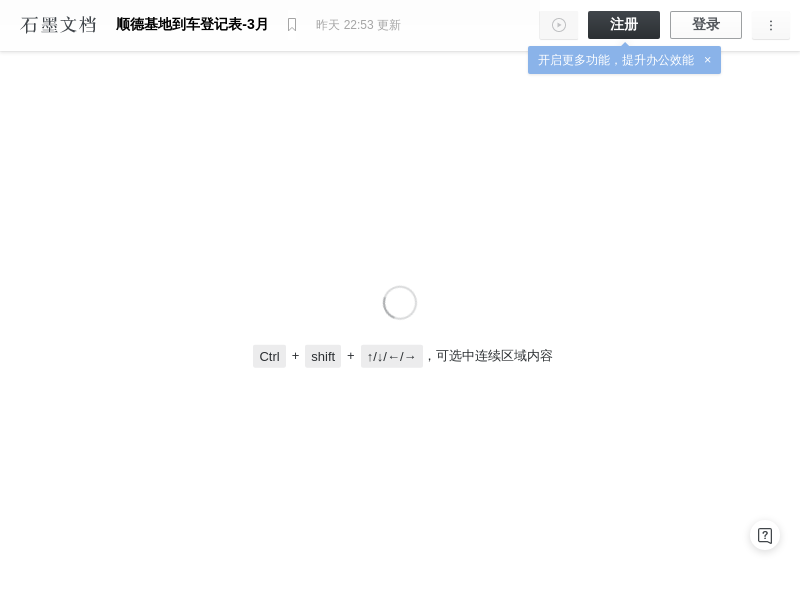 石墨文档 顺德基地到车登记表-3月 昨天 22:53 更新 注册 登录
开启更多功能，提升办公效能 ×
Ctrl + shift + ↑/↓/←/→ ，可选中连续区域内容